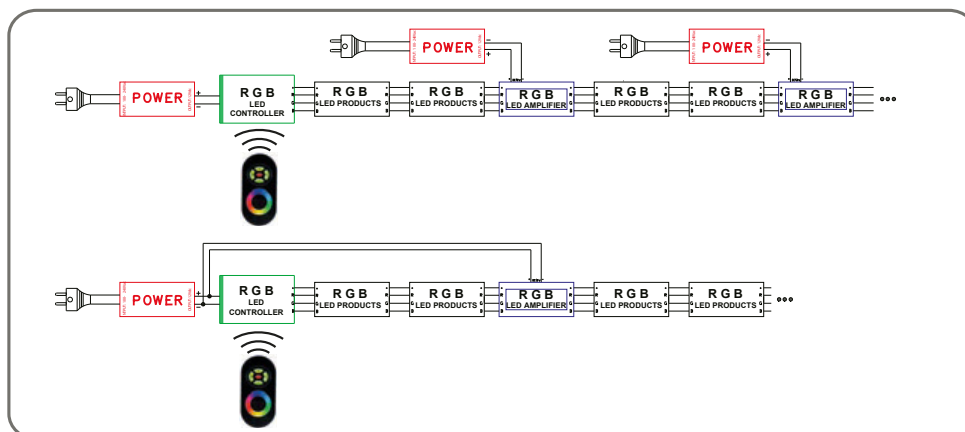 POWER
POWER
POWER
+
−
RGB
LED
CONTROLLER
RGB
LED PRODUCTS
RGB
LED PRODUCTS
RGB
LED AMPLIFIER
RGB
LED PRODUCTS
RGB
LED PRODUCTS
RGB
LED AMPLIFIER
POWER
+
−
RGB
LED
CONTROLLER
RGB
LED PRODUCTS
RGB
LED PRODUCTS
RGB
LED AMPLIFIER
RGB
LED PRODUCTS
RGB
LED PRODUCTS